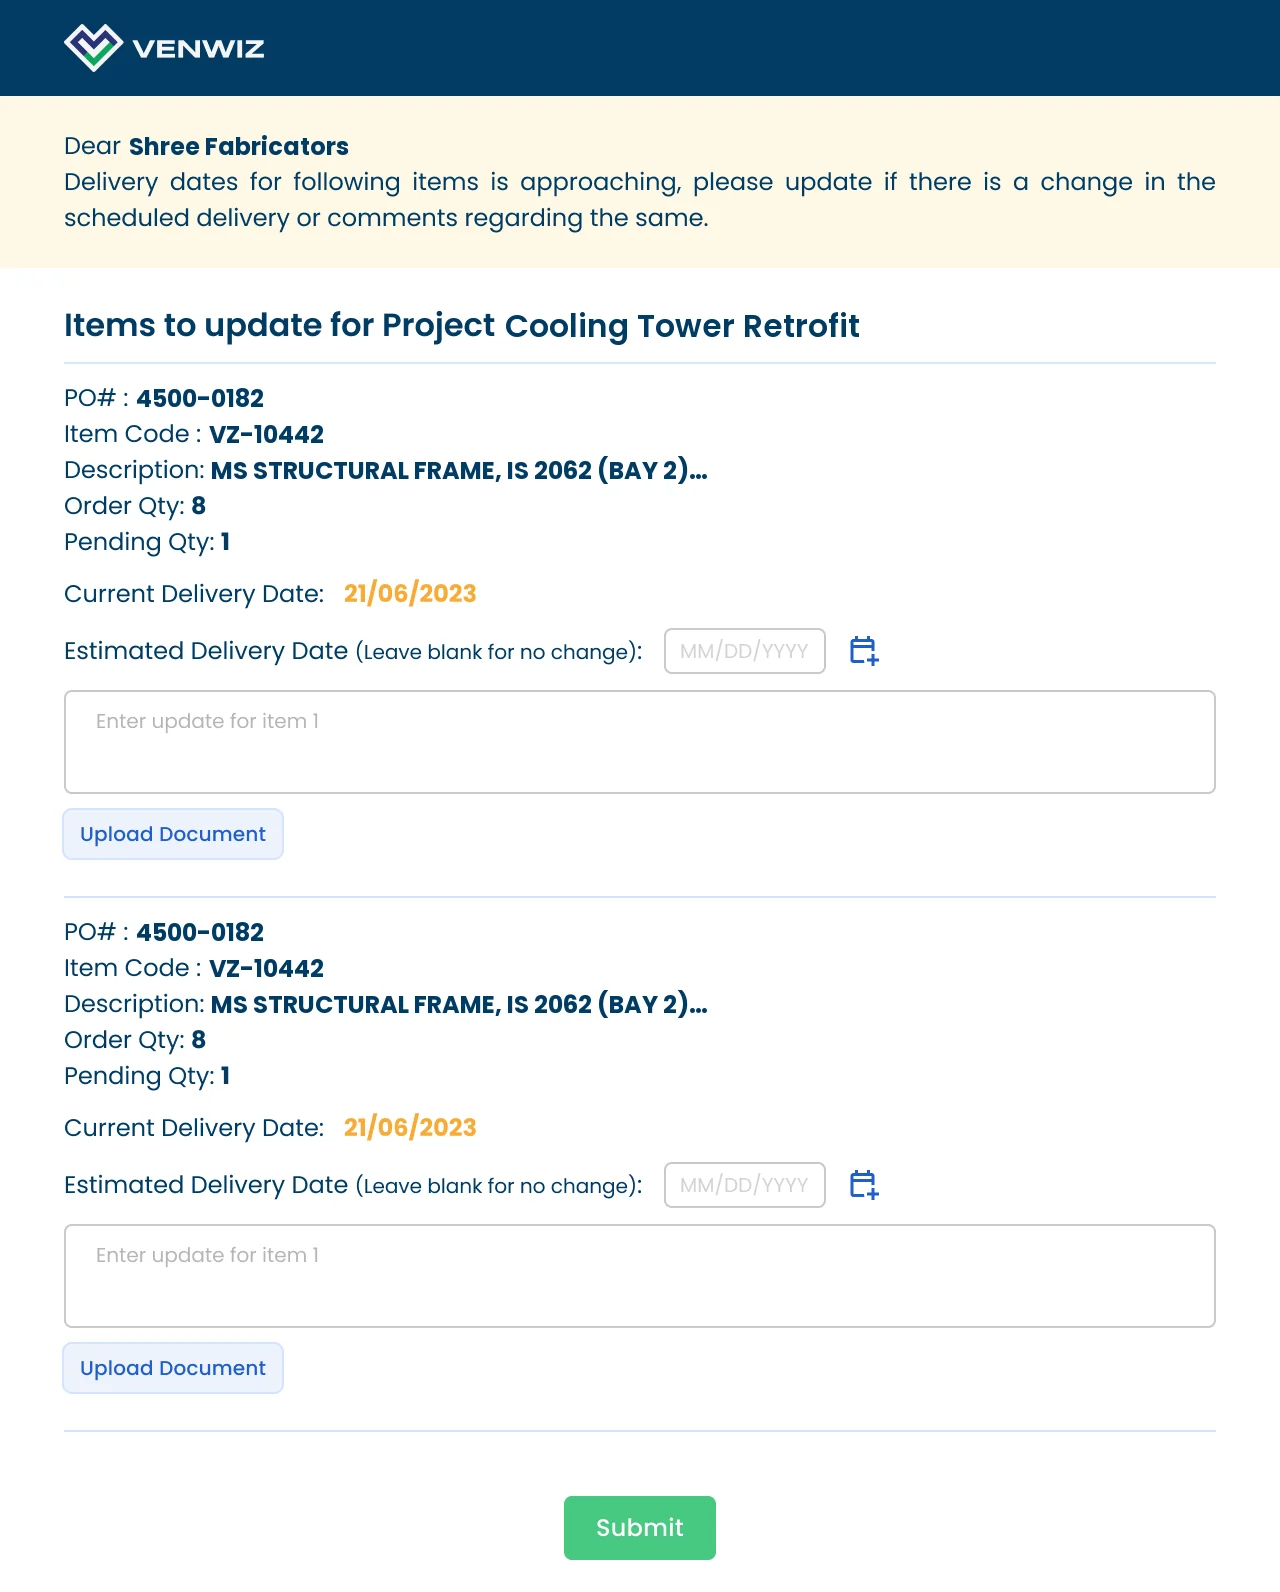 VENWIZ
Dear Shree Fabricators
Delivery dates for following items is approaching, please update if there is a change in the
scheduled delivery or comments regarding the same.
Items to update for Project Cooling Tower Retrofit
PO# : 4500-0182
Item Code : VZ-10442
Description: MS STRUCTURAL FRAME, IS 2062 (BAY 2)...
Order Qty: 8
Pending Qty: 1
Current Delivery Date: 21/06/2023
Estimated Delivery Date (Leave blank for no change): MM/DD/YYYY
Enter update for item 1
Upload Document
PO# : 4500-0182
Item Code : VZ-10442
Description: MS STRUCTURAL FRAME, IS 2062 (BAY 2)...
Order Qty: 8
Pending Qty: 1
Current Delivery Date: 21/06/2023
Estimated Delivery Date (Leave blank for no change): MM/DD/YYYY
Enter update for item 1
Upload Document
Submit